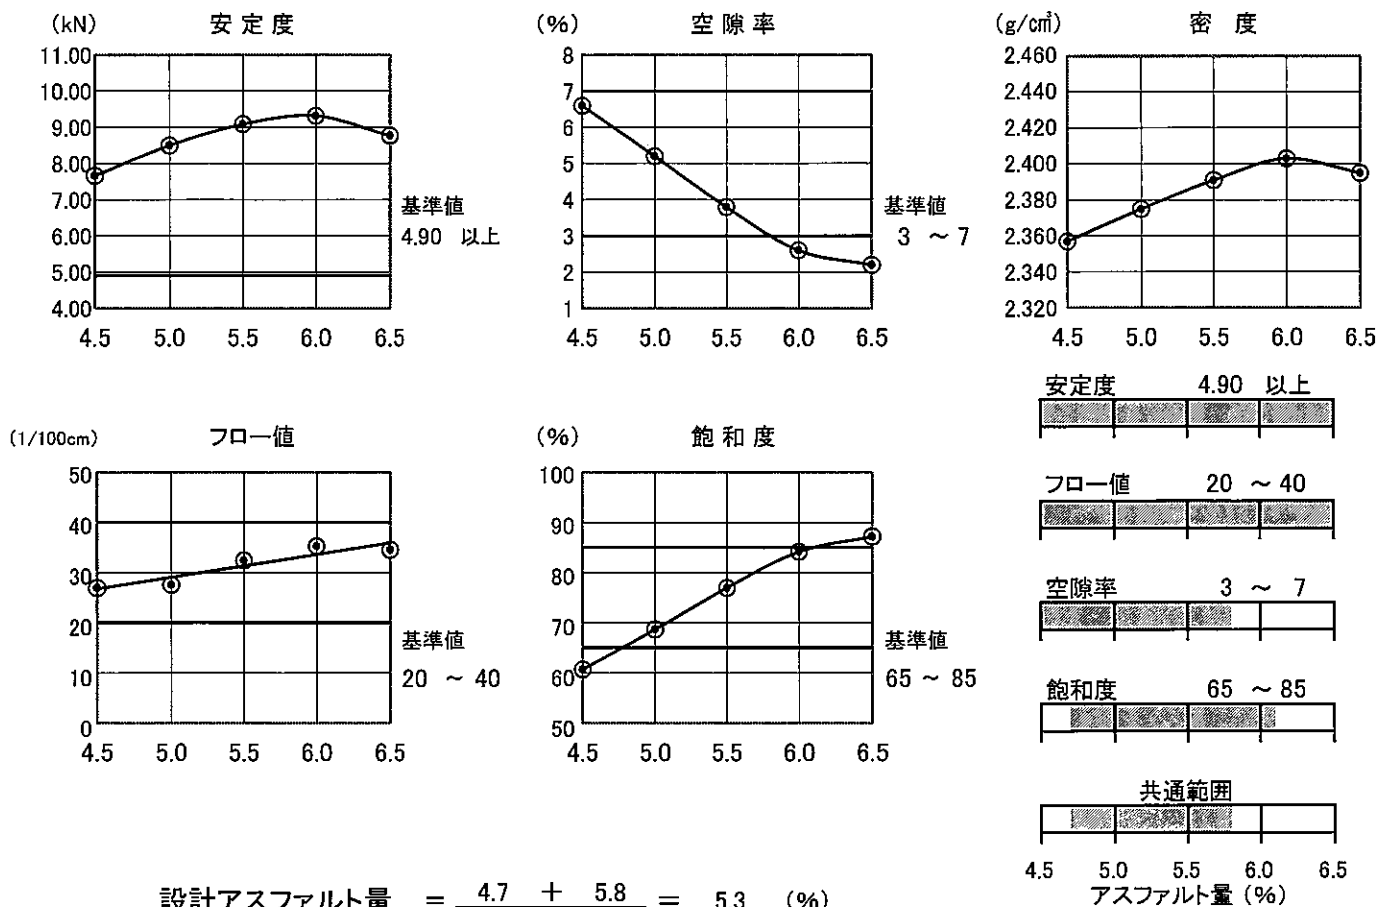 (kN) 安定度
11.00
10.00
9.00
8.00
7.00
6.00
5.00
4.00
4.5 5.0 5.5 6.0 6.5
基準値
4.90 以上
(%) 空隙率
8
7
6
5
4
3
2
1
4.5 5.0 5.5 6.0 6.5
基準値
3 ～ 7
(g/c㎥) 密度
2.460
2.440
2.420
2.400
2.380
2.360
2.340
2.320
4.5 5.0 5.5 6.0 6.5
(1/100cm) フロー値
50
40
30
20
10
0
4.5 5.0 5.5 6.0 6.5
基準値
20 ～ 40
(%) 飽和度
100
90
80
70
60
50
4.5 5.0 5.5 6.0 6.5
基準値
65 ～ 85
安定度 4.90 以上
フロー値 20 ～ 40
空隙率 3 ～ 7
飽和度 65 ～ 85
共通範囲
4.5 5.0 5.5 6.0 6.5
アスファルト量 (%)
設計アスファルト量 = 4.7 + 5.8 = 5.3 (%)